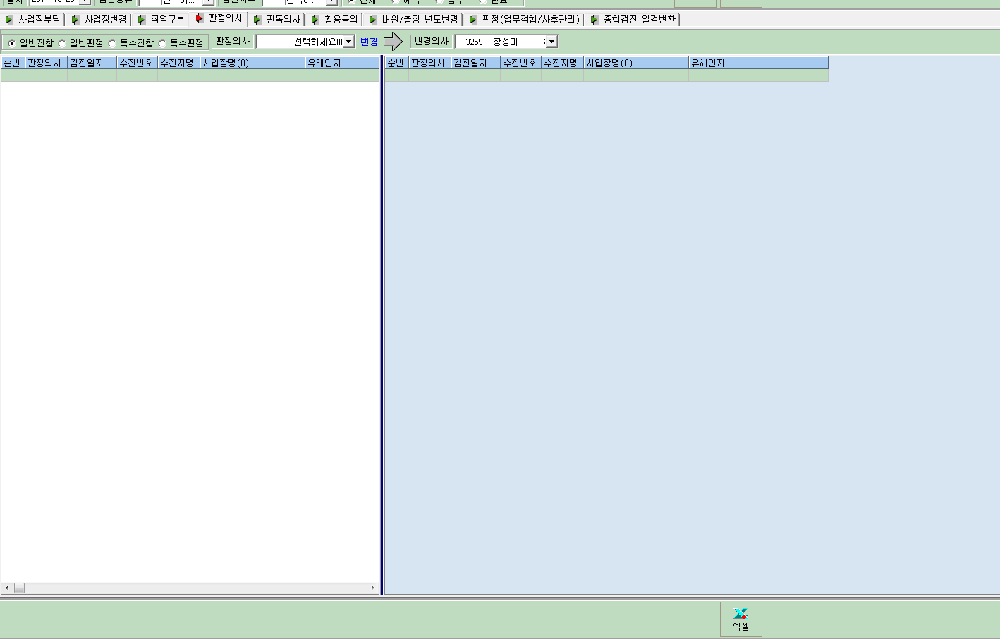 사업장부담 사업장변경 직역구분 판정의사 판독의사 활용동의 내원/출장 년도변경 판정(업무적합/사후관리) 종합검진 일검변환
일반진찰 일반판정 특수진찰 특수판정 판정의사 선택하세요!!! 변경 변경의사 3259 장성미
순번 판정의사 검진일자 수진번호 수진자명 사업장명(0) 유해인자 순번 판정의사 검진일자 수진번호 수진자명 사업장명(0) 유해인자
엑셀